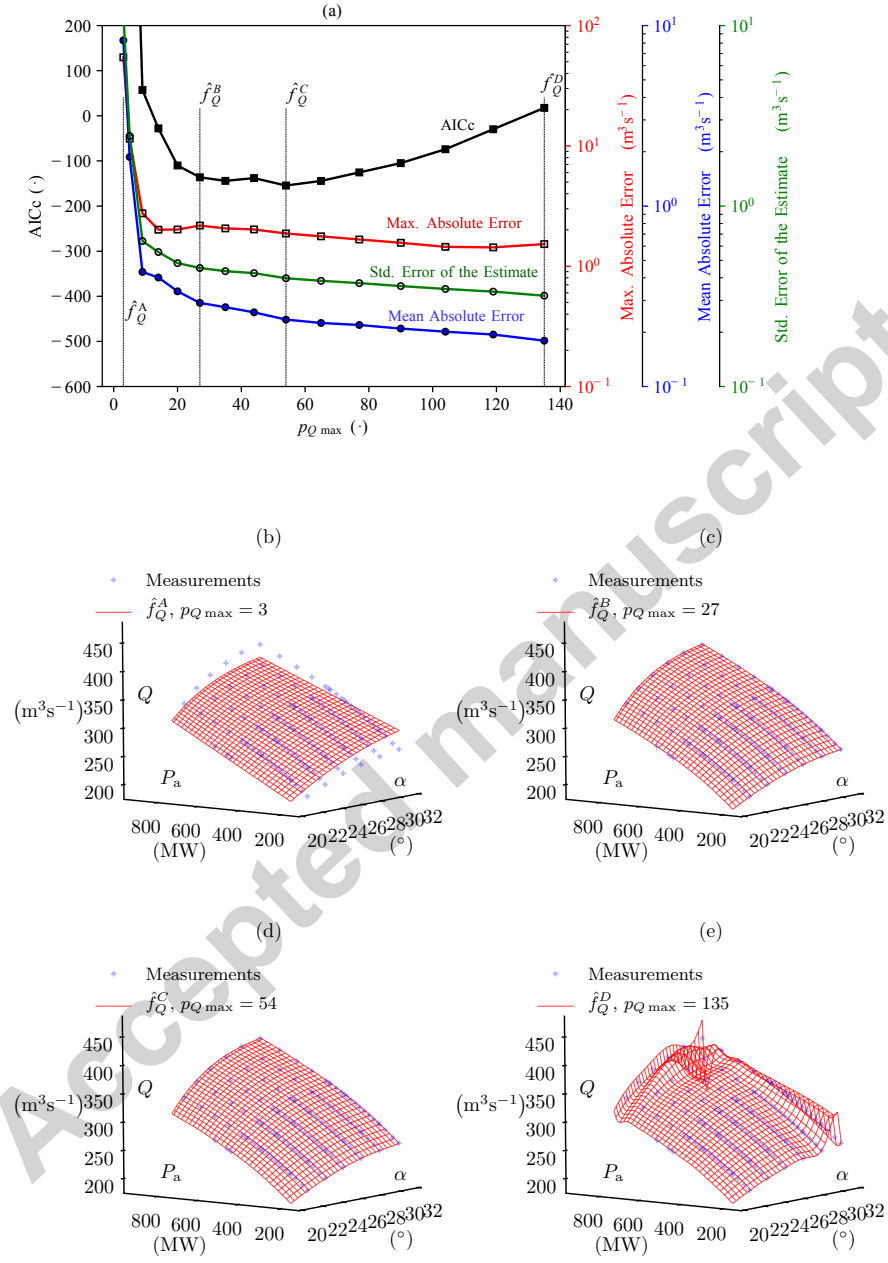 (a)
200
100
0
−100
−200
−300
−400
−500
−600
AICc (·)
0 20 40 60 80 100 120 140
p_Q max (·)
f̂_Q^A
f̂_Q^B
f̂_Q^C
f̂_Q^D
AICc
Max. Absolute Error
Std. Error of the Estimate
Mean Absolute Error
10^2
10^1
10^0
10^−1
Max. Absolute Error (m^3 s^−1)
10^1
10^0
10^−1
Mean Absolute Error (m^3 s^−1)
10^1
10^0
10^−1
Std. Error of the Estimate (m^3 s^−1)
(b)
Measurements
f̂_Q^A, p_Q max = 3
450
400
350
300
250
200
Q
(m^3s^−1)
P_a
α
800 600 400 200
20 22 24 26 28 30 32
(MW)
(°)
(c)
Measurements
f̂_Q^B, p_Q max = 27
450
400
350
300
250
200
Q
(m^3s^−1)
P_a
α
800 600 400 200
20 22 24 26 28 30 32
(MW)
(°)
(d)
Measurements
f̂_Q^C, p_Q max = 54
450
400
350
300
250
200
Q
(m^3s^−1)
P_a
α
800 600 400 200
20 22 24 26 28 30 32
(MW)
(°)
(e)
Measurements
f̂_Q^D, p_Q max = 135
450
400
350
300
250
200
Q
(m^3s^−1)
P_a
α
800 600 400 200
20 22 24 26 28 30 32
(MW)
(°)
Accepted manuscript